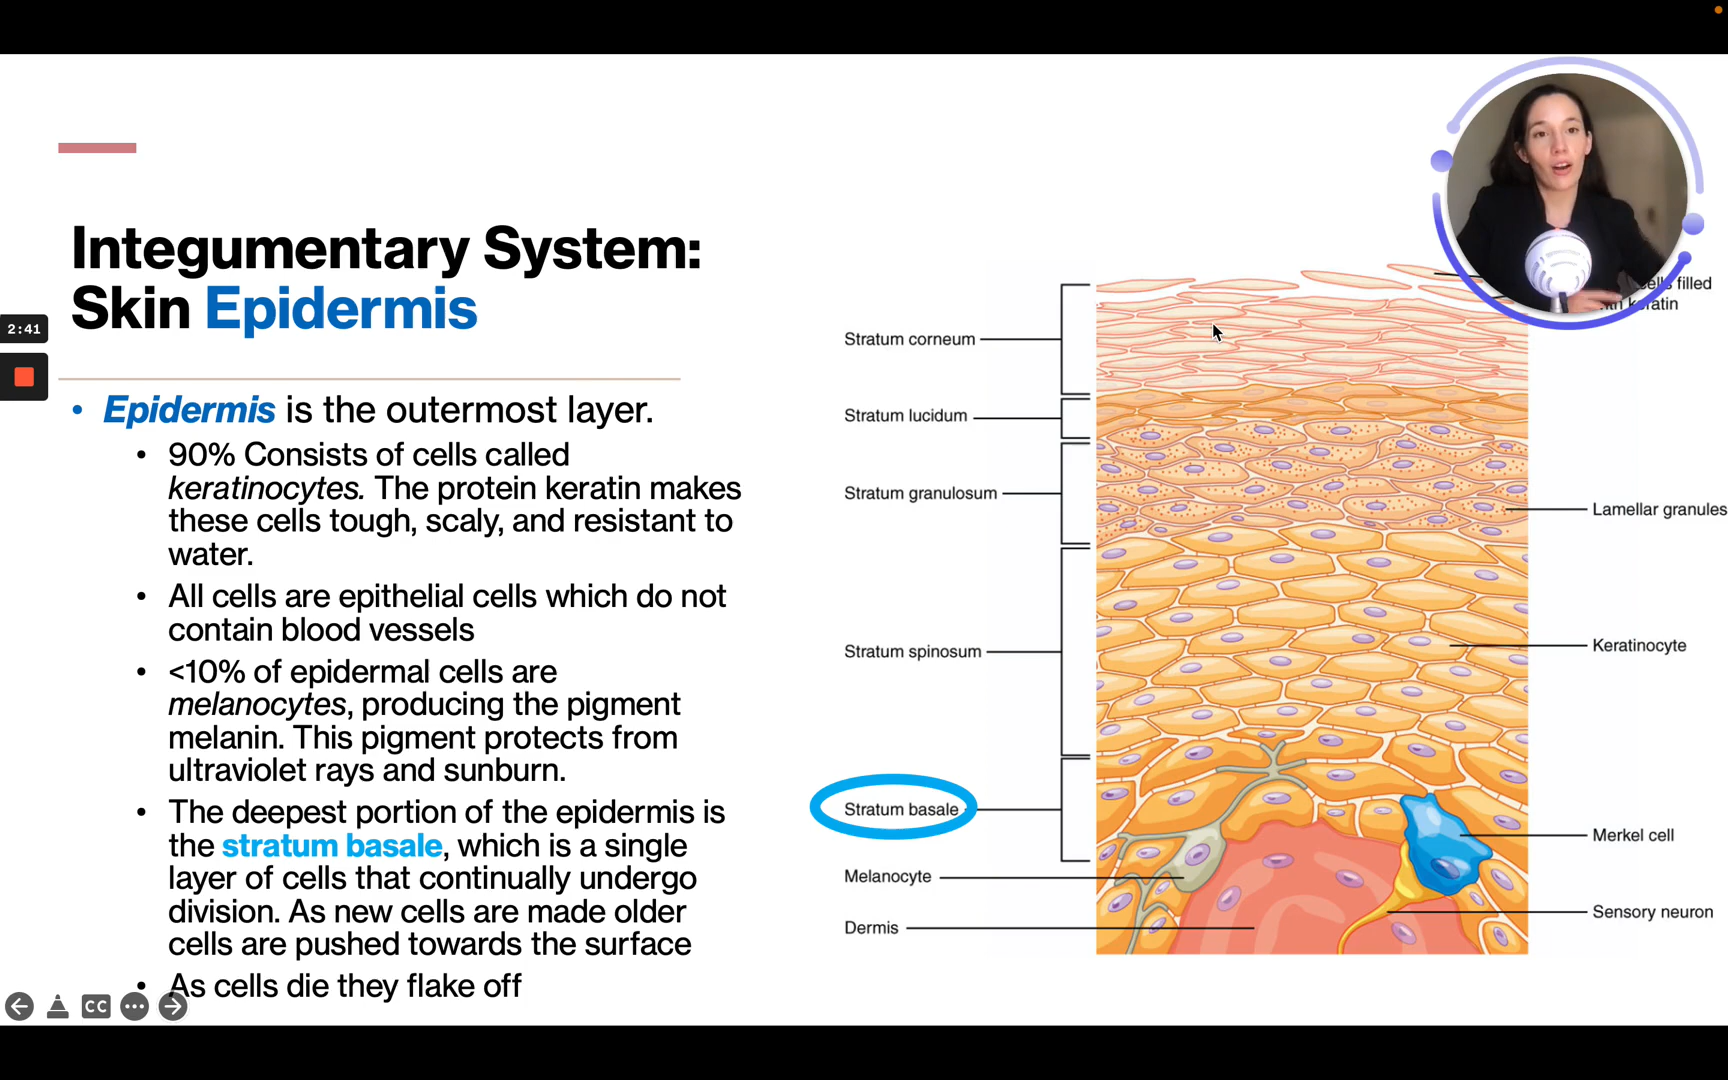 Integumentary System:
Skin Epidermis
2:41
• Epidermis is the outermost layer.
• 90% Consists of cells called
keratinocytes. The protein keratin makes
these cells tough, scaly, and resistant to
water.
• All cells are epithelial cells which do not
contain blood vessels
• <10% of epidermal cells are
melanocytes, producing the pigment
melanin. This pigment protects from
ultraviolet rays and sunburn.
• The deepest portion of the epidermis is
the stratum basale, which is a single
layer of cells that continually undergo
division. As new cells are made older
cells are pushed towards the surface
• As cells die they flake off
CC
Stratum corneum
Stratum lucidum
Stratum granulosum
Stratum spinosum
Stratum basale
Melanocyte
Dermis
cells filled
keratin
Lamellar granules
Keratinocyte
Merkel cell
Sensory neuron